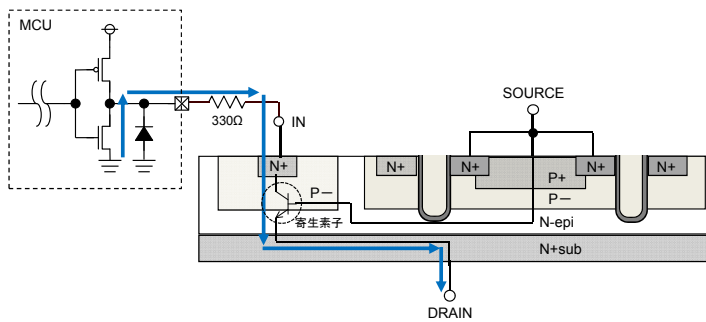 MCU
330Ω
IN
SOURCE
N+
P－
寄生素子
N+
N+
P+
N+
N+
P－
N-epi
N+sub
DRAIN